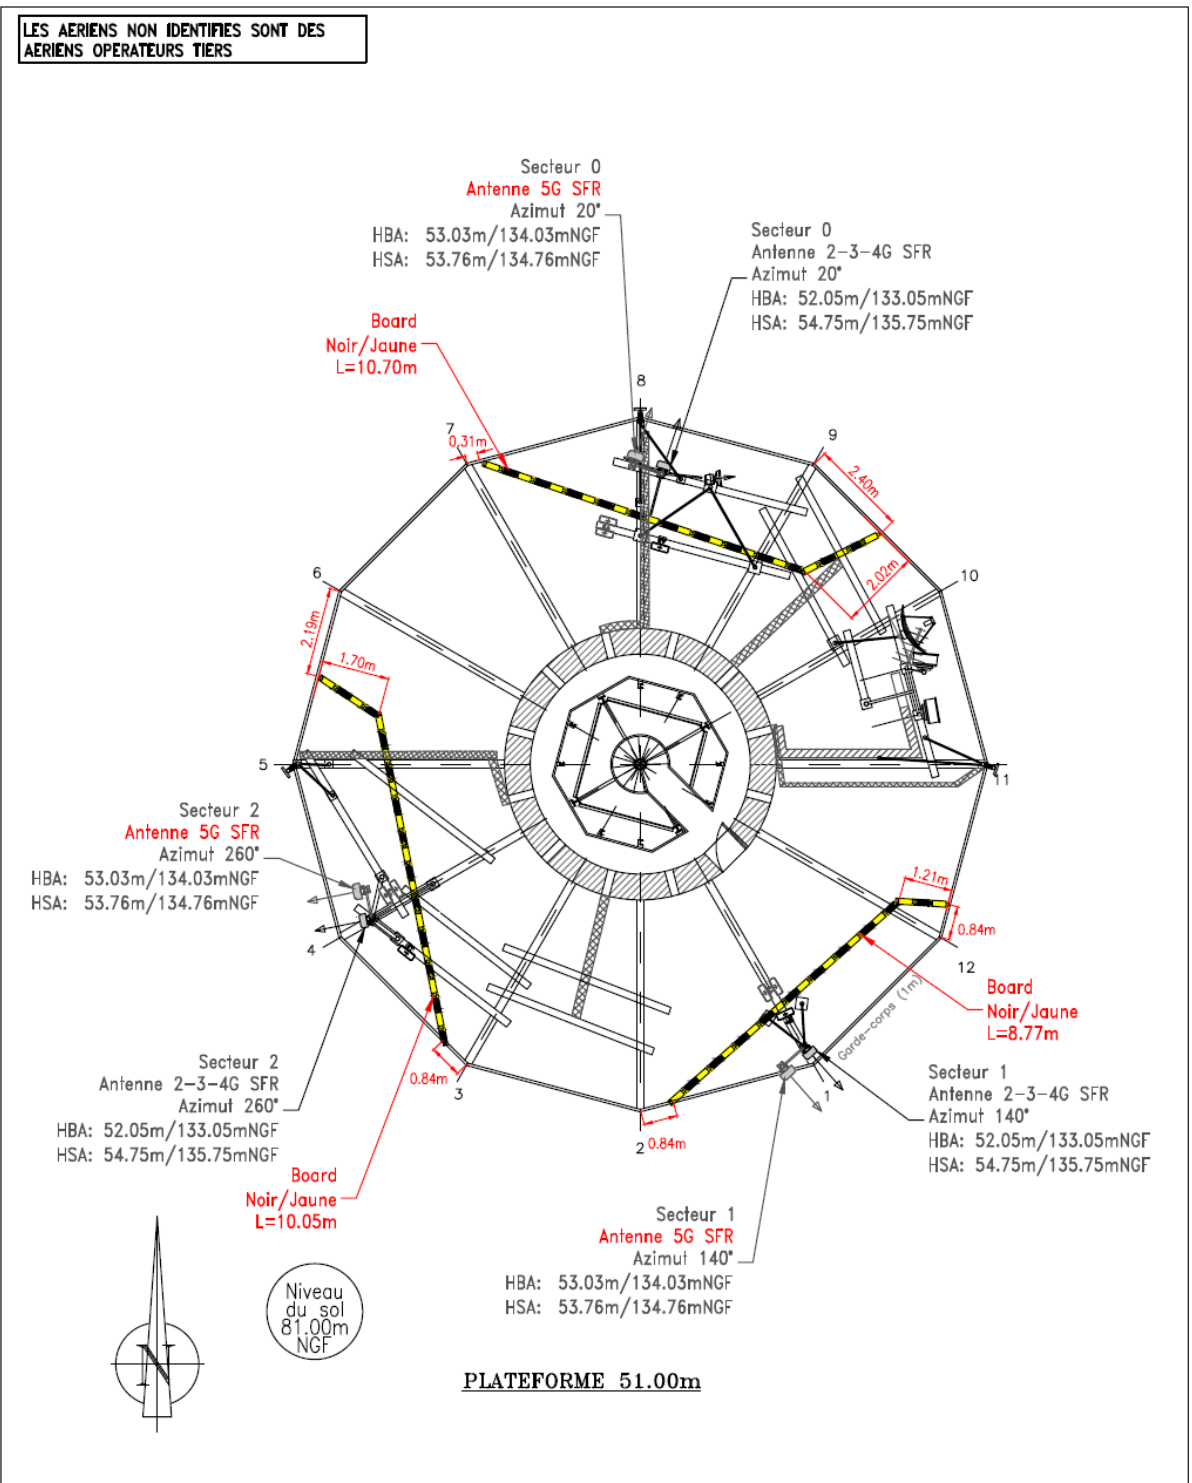 LES AERIENS NON IDENTIFIES SONT DES
AERIENS OPERATEURS TIERS
Secteur 0
Antenne 5G SFR
Azimut 20°
HBA: 53.03m/134.03mNGF
HSA: 53.76m/134.76mNGF
Secteur 0
Antenne 2-3-4G SFR
Azimut 20°
HBA: 52.05m/133.05mNGF
HSA: 54.75m/135.75mNGF
Board
Noir/Jaune
L=10.70m
8
7
0.31m
9
2.40m
2.02m
10
6
2.19m
1.70m
5
11
Secteur 2
Antenne 5G SFR
Azimut 260°
HBA: 53.03m/134.03mNGF
HSA: 53.76m/134.76mNGF
4
1.21m
0.84m
12
Garde-corps (1m)
Board
Noir/Jaune
L=8.77m
Secteur 2
Antenne 2-3-4G SFR
Azimut 260°
HBA: 52.05m/133.05mNGF
HSA: 54.75m/135.75mNGF
0.84m
3
1
2
0.84m
Secteur 1
Antenne 2-3-4G SFR
Azimut 140°
HBA: 52.05m/133.05mNGF
HSA: 54.75m/135.75mNGF
Board
Noir/Jaune
L=10.05m
Secteur 1
Antenne 5G SFR
Azimut 140°
HBA: 53.03m/134.03mNGF
HSA: 53.76m/134.76mNGF
N
Niveau
du sol
81.00m
NGF
PLATEFORME 51.00m